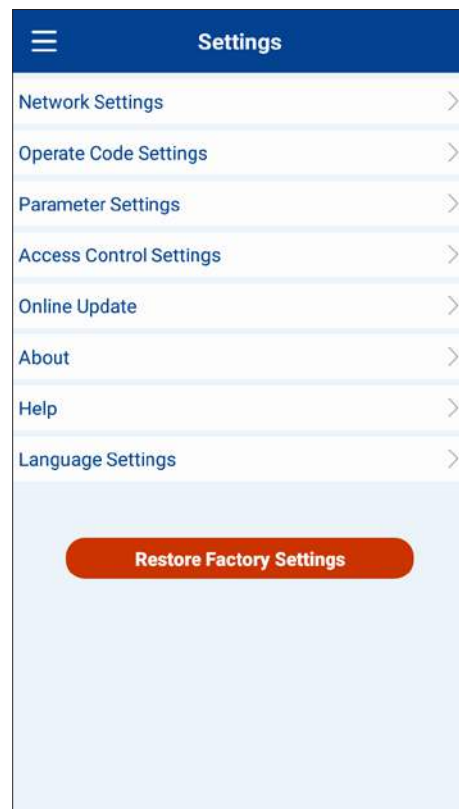 Settings
Network Settings
Operate Code Settings
Parameter Settings
Access Control Settings
Online Update
About
Help
Language Settings
Restore Factory Settings